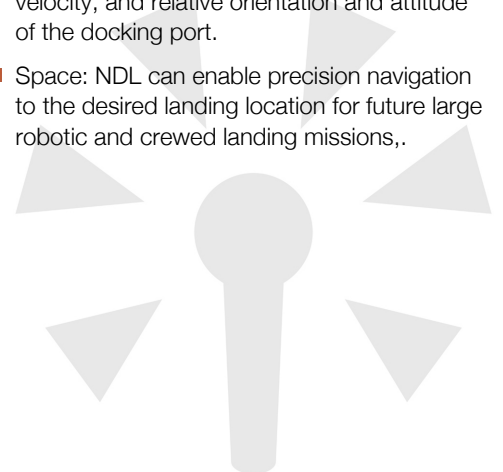 velocity, and relative orientation and attitude
of the docking port.
Space: NDL can enable precision navigation
to the desired landing location for future large
robotic and crewed landing missions,.